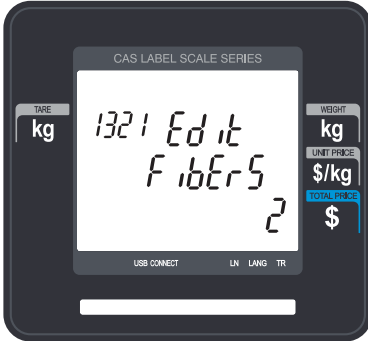 CAS LABEL SCALE SERIES
TARE
kg
1321 Edit
FibErS
2
WEIGHT
kg
UNIT PRICE
$/kg
TOTAL PRICE
$
USB CONNECT LN LANG TR